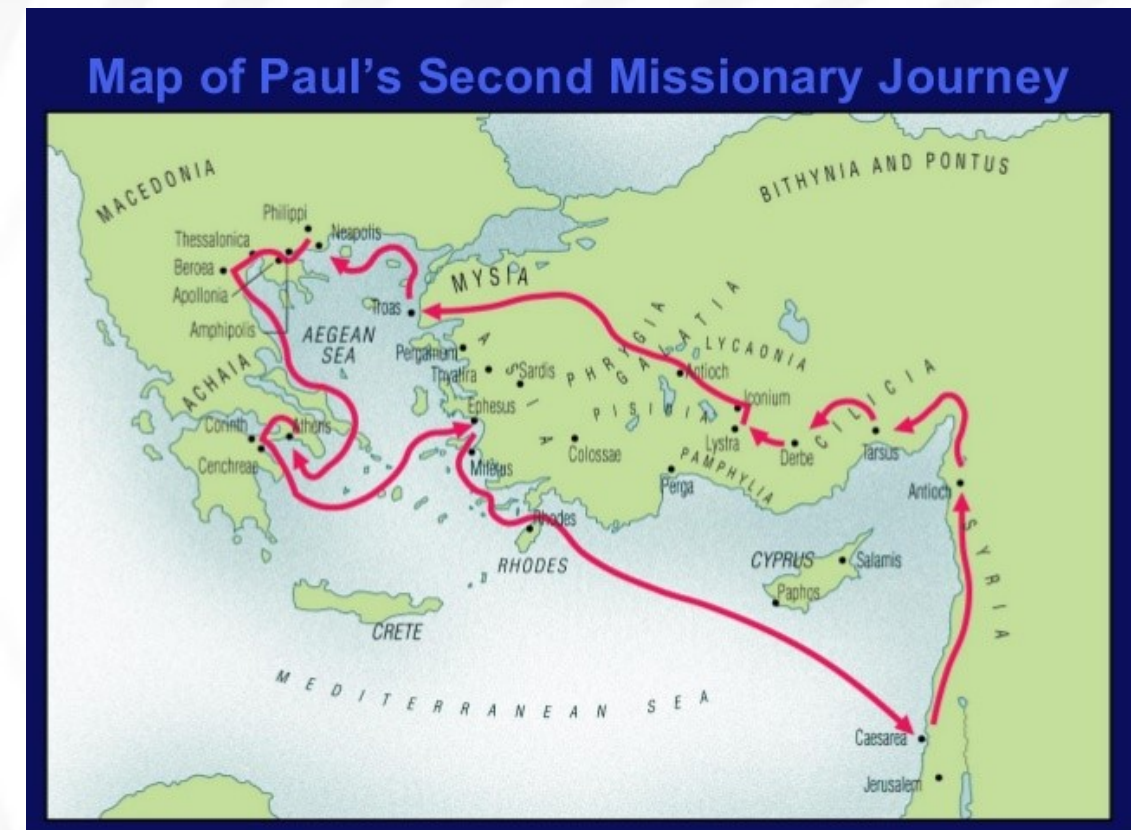 Map of Paul's Second Missionary Journey
MACEDONIA
BITHYNIA AND PONTUS
Philippi
Neapolis
Thessalonica
Beroea
Apollonia
Amphipolis
AEGEAN
SEA
MYSIA
Troas
Pergamum
Thyatira
Sardis
ASIA
PHRYGIA
GALATIA
LYCAONIA
Antioch
Iconium
PISIDIA
Lystra
Derbe
CILICIA
Tarsus
ACHAIA
Corinth
Athens
Cenchreae
Ephesus
Miletus
Colossae
PAMPHYLIA
Perga
Antioch
SYRIA
Rhodes
RHODES
CYPRUS
Salamis
Paphos
CRETE
MEDITERRANEAN SEA
Caesarea
Jerusalem